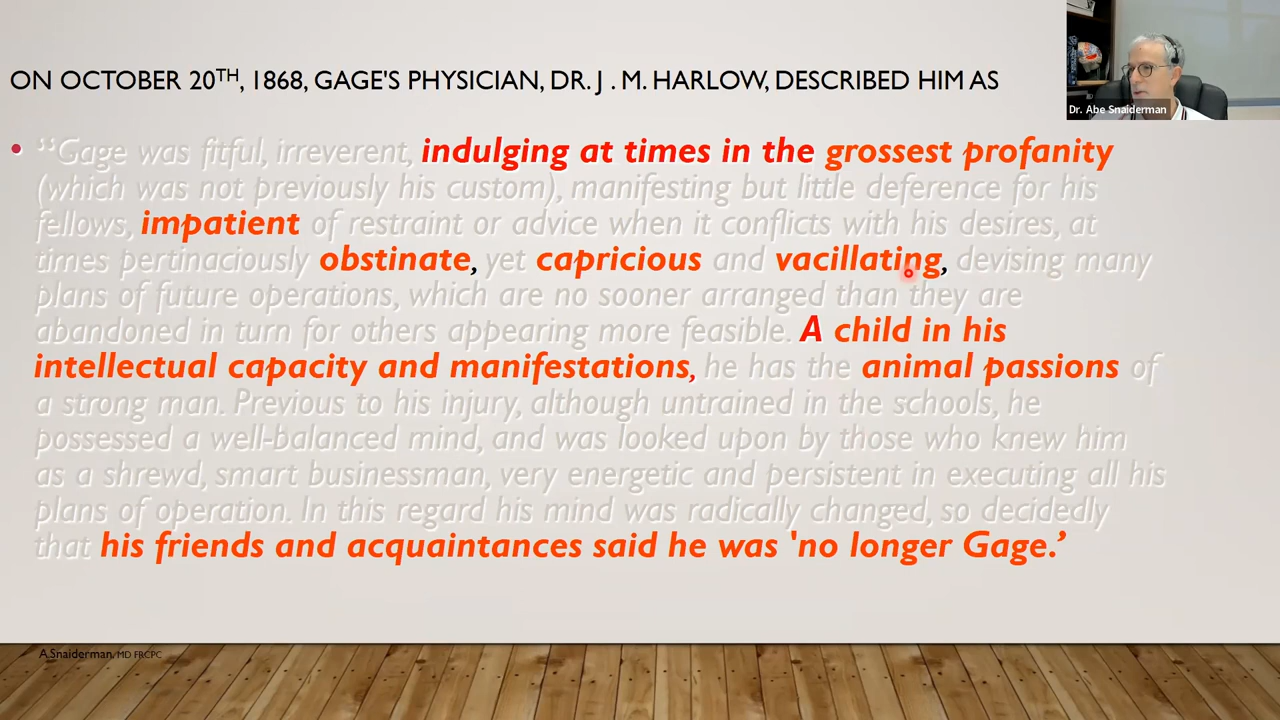 ON OCTOBER 20TH, 1868, GAGE'S PHYSICIAN, DR. J . M. HARLOW, DESCRIBED HIM AS
Dr. Abe Snaiderman
• “Gage was fitful, irreverent, indulging at times in the grossest profanity
(which was not previously his custom), manifesting but little deference for his
fellows, impatient of restraint or advice when it conflicts with his desires, at
times pertinaciously obstinate, yet capricious and vacillating, devising many
plans of future operations, which are no sooner arranged than they are
abandoned in turn for others appearing more feasible. A child in his
intellectual capacity and manifestations, he has the animal passions of
a strong man. Previous to his injury, although untrained in the schools, he
possessed a well-balanced mind, and was looked upon by those who knew him
as a shrewd, smart businessman, very energetic and persistent in executing all his
plans of operation. In this regard his mind was radically changed, so decidedly
that his friends and acquaintances said he was 'no longer Gage.’
A.Snaiderman, MD FRCPC